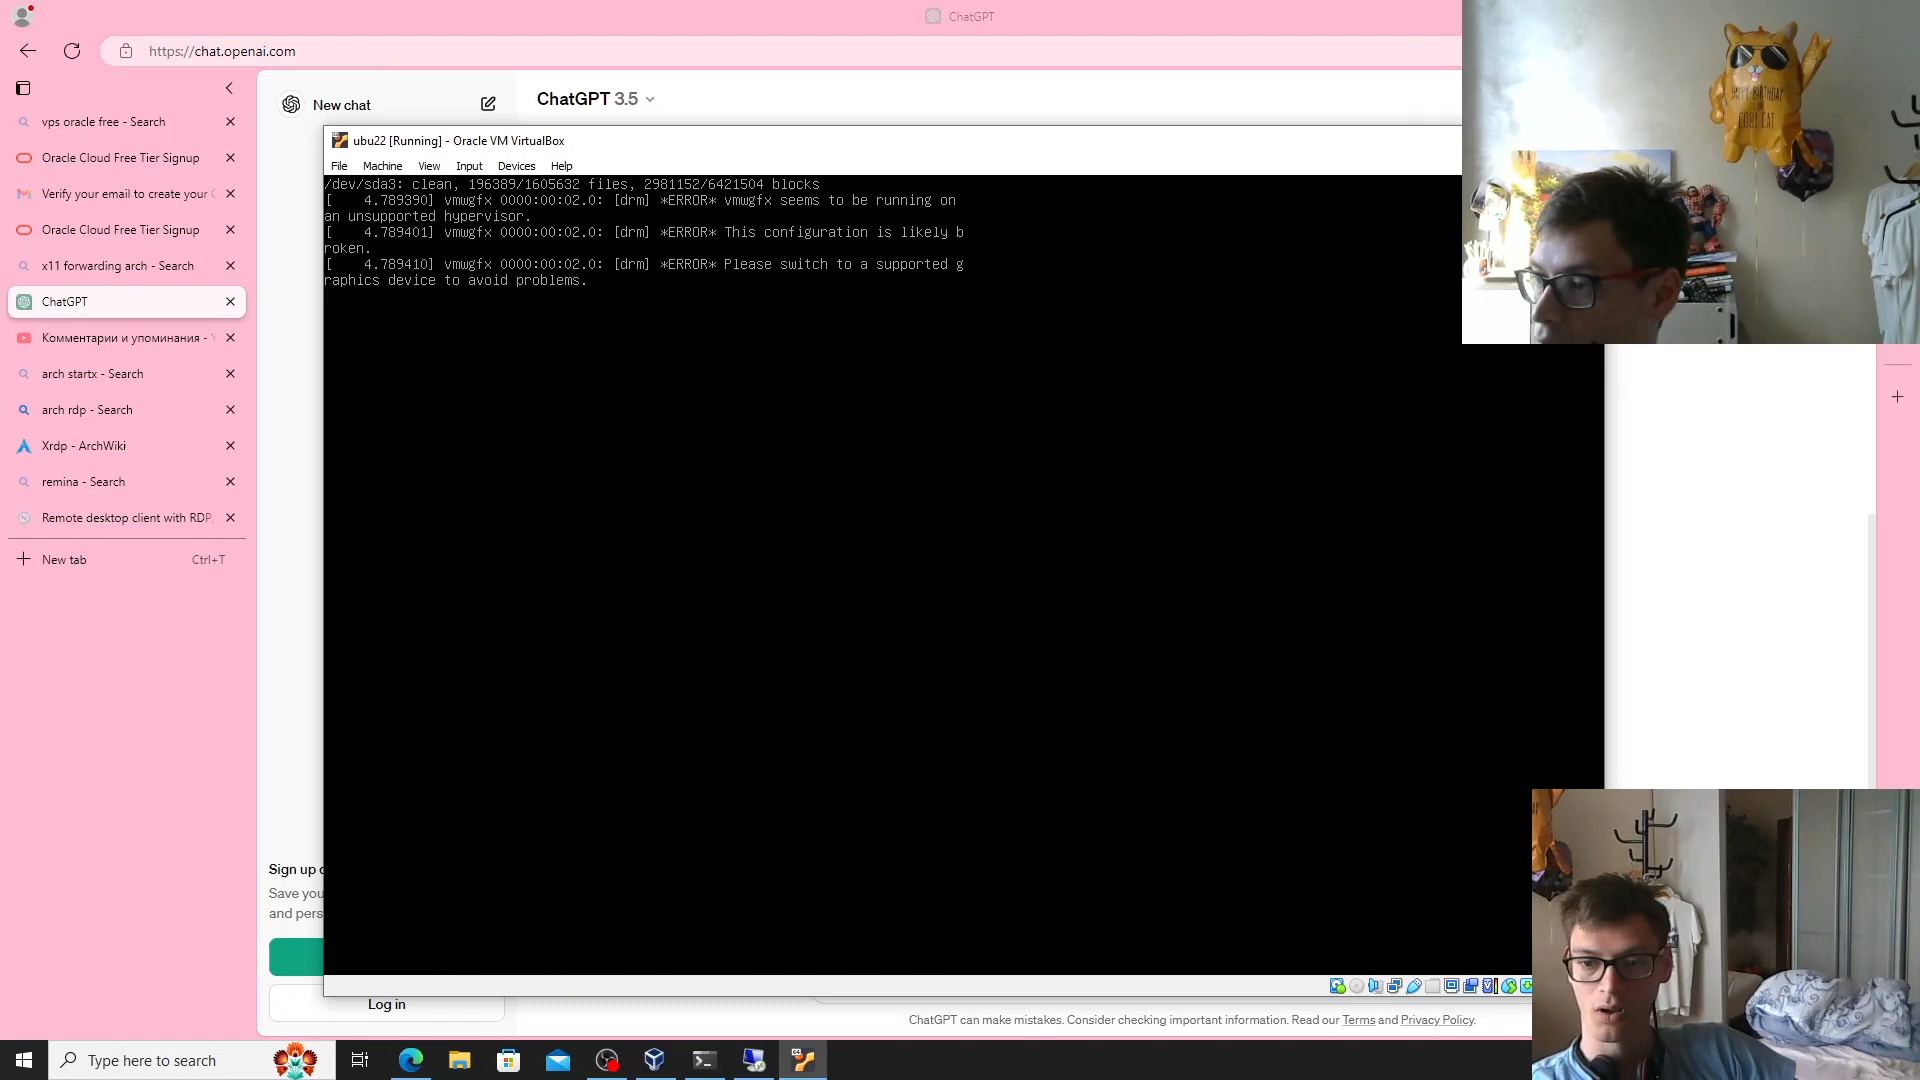 ChatGPT
https://chat.openai.com
vps oracle free - Search
Oracle Cloud Free Tier Signup
Verify your email to create your
Oracle Cloud Free Tier Signup
x11 forwarding arch - Search
ChatGPT
Комментарии и упоминания -
arch startx - Search
arch rdp - Search
Xrdp - ArchWiki
remina - Search
Remote desktop client with RDP,
New tab Ctrl+T
New chat
ChatGPT 3.5
ubu22 [Running] - Oracle VM VirtualBox
File Machine View Input Devices Help
/dev/sda3: clean, 196389/1605632 files, 2981152/6421504 blocks
[    4.789390] vmwgfx 0000:00:02.0: [drm] *ERROR* vmwgfx seems to be running on
an unsupported hypervisor.
[    4.789401] vmwgfx 0000:00:02.0: [drm] *ERROR* This configuration is likely b
roken.
[    4.789410] vmwgfx 0000:00:02.0: [drm] *ERROR* Please switch to a supported g
raphics device to avoid problems.
Sign up
Save you
and pers
Log in
ChatGPT can make mistakes. Consider checking important information. Read our Terms and Privacy Policy.
Type here to search
HAPPY BIRTHDAY
COOL CAT